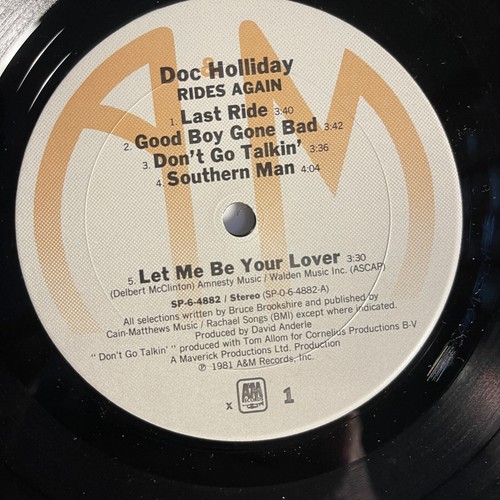 Doc Holliday
RIDES AGAIN
1. Last Ride 3:40
2. Good Boy Gone Bad 3:42
3. Don't Go Talkin' 3:36
4. Southern Man 4:04
5. Let Me Be Your Lover 3:30
(Delbert McClinton) Amnesty Music / Walden Music Inc. (ASCAP)
SP-6-4882 / Stereo (SP-0-6-4882-A)
All selections written by Bruce Brookshire and published by
Cain-Matthews Music / Rachael Songs (BMI) except where indicated.
Produced by David Anderle
"Don't Go Talkin'" produced with Tom Allom for Cornelius Productions B-V
A Maverick Productions Ltd. Production
℗ 1981 A&M Records, Inc.
x A&M RECORDS 1